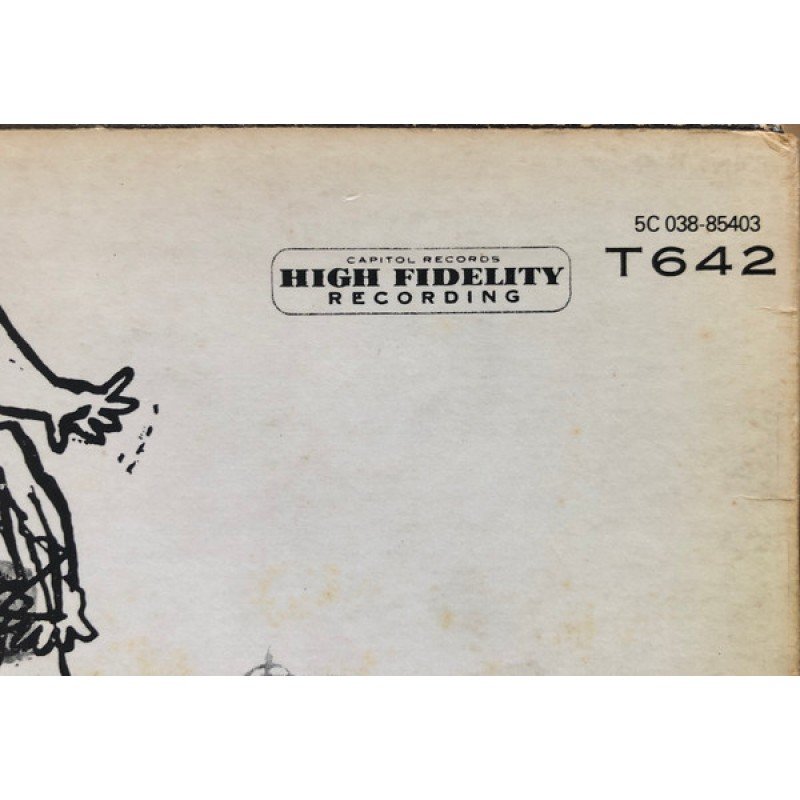 5C 038-85403
T642
CAPITOL RECORDS
HIGH FIDELITY
RECORDING